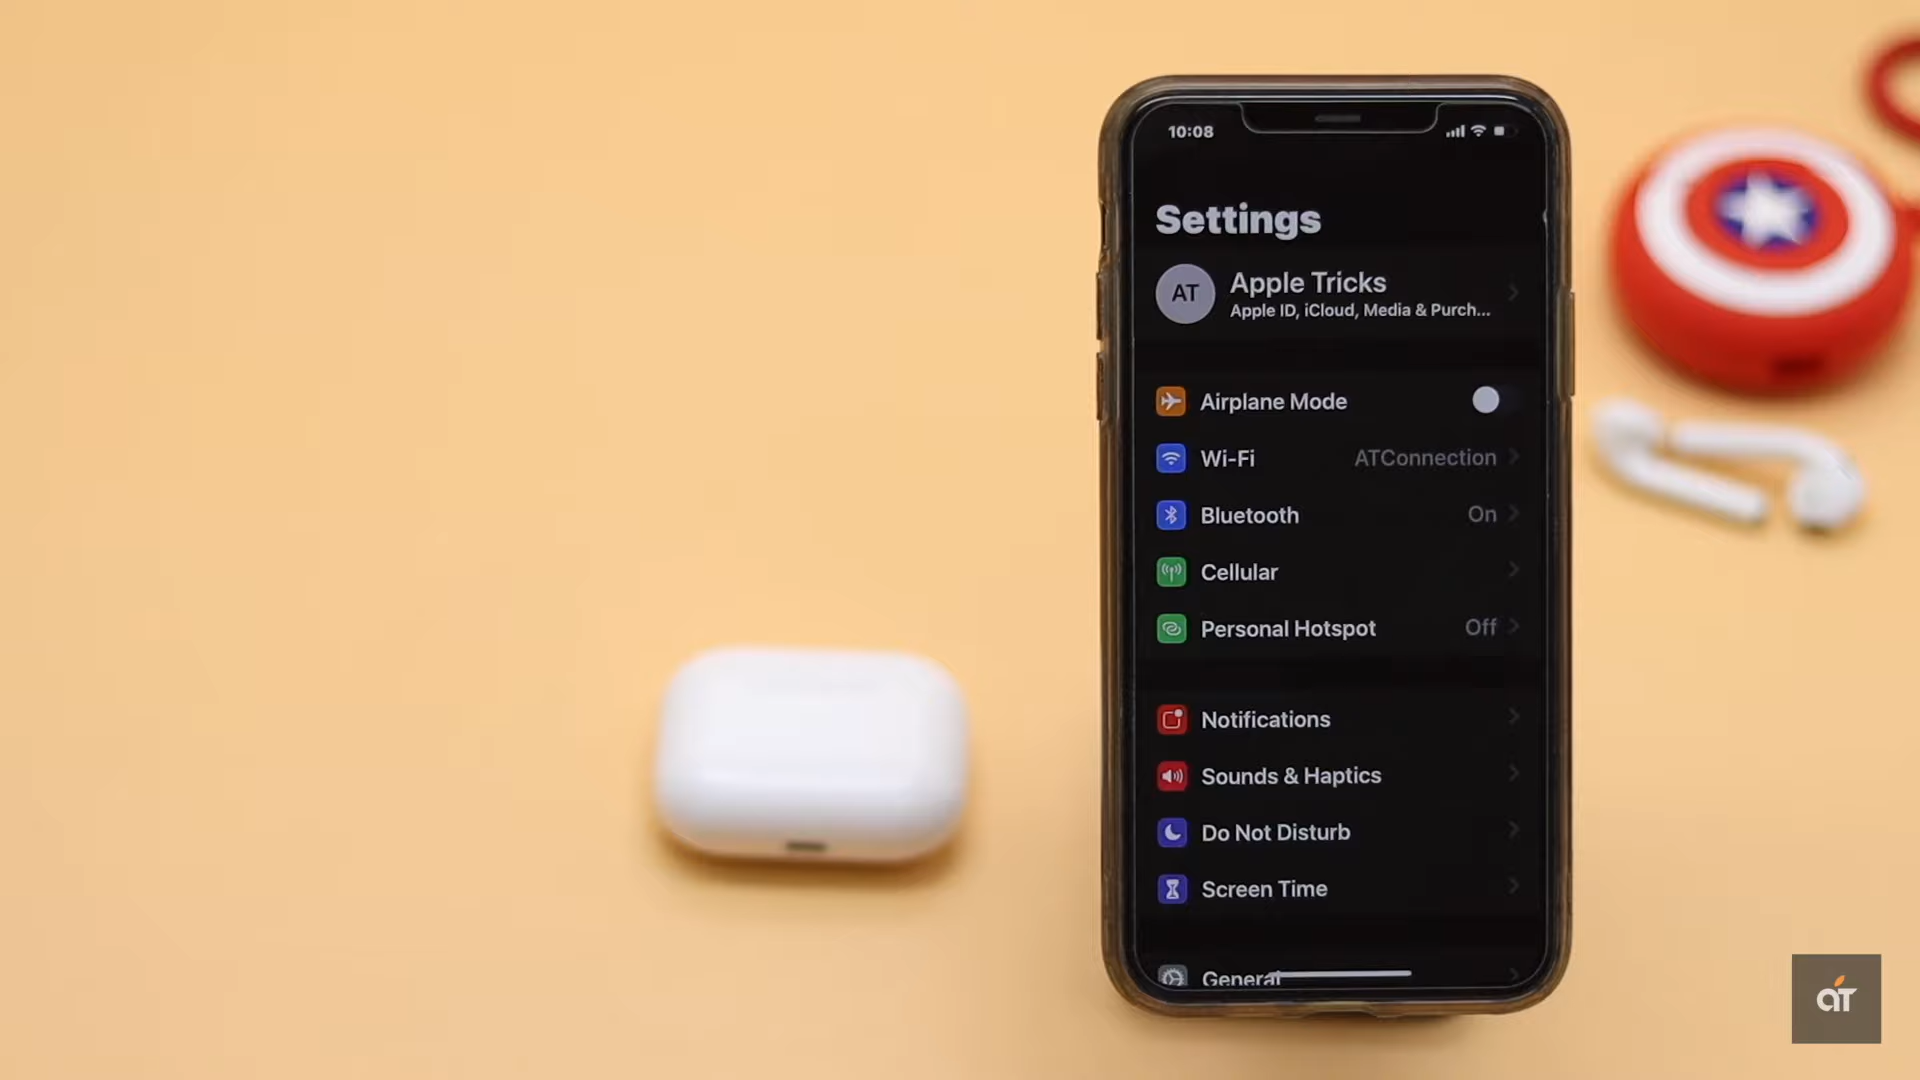 10:08
Settings
AT
Apple Tricks
Apple ID, iCloud, Media & Purch...
Airplane Mode
Wi-Fi ATConnection
Bluetooth On
Cellular
Personal Hotspot Off
Notifications
Sounds & Haptics
Do Not Disturb
Screen Time
General
aT